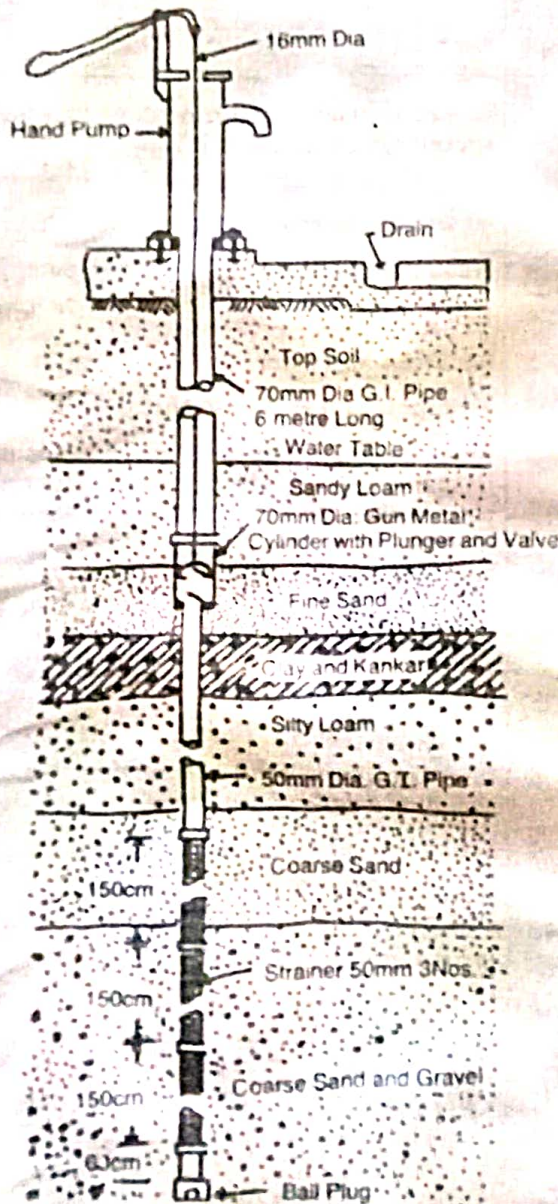 16mm Dia
Hand Pump
Drain
Top Soil
70mm Dia G.I. Pipe
6 metre Long
Water Table
Sandy Loam
70mm Dia. Gun Metal
Cylinder with Plunger and Valve
Fine Sand
Clay and Kankar
Silty Loam
50mm Dia. G.I. Pipe
Coarse Sand
150cm
Strainer 50mm 3Nos.
150cm
Coarse Sand and Gravel
150cm
60cm
Bail Plug